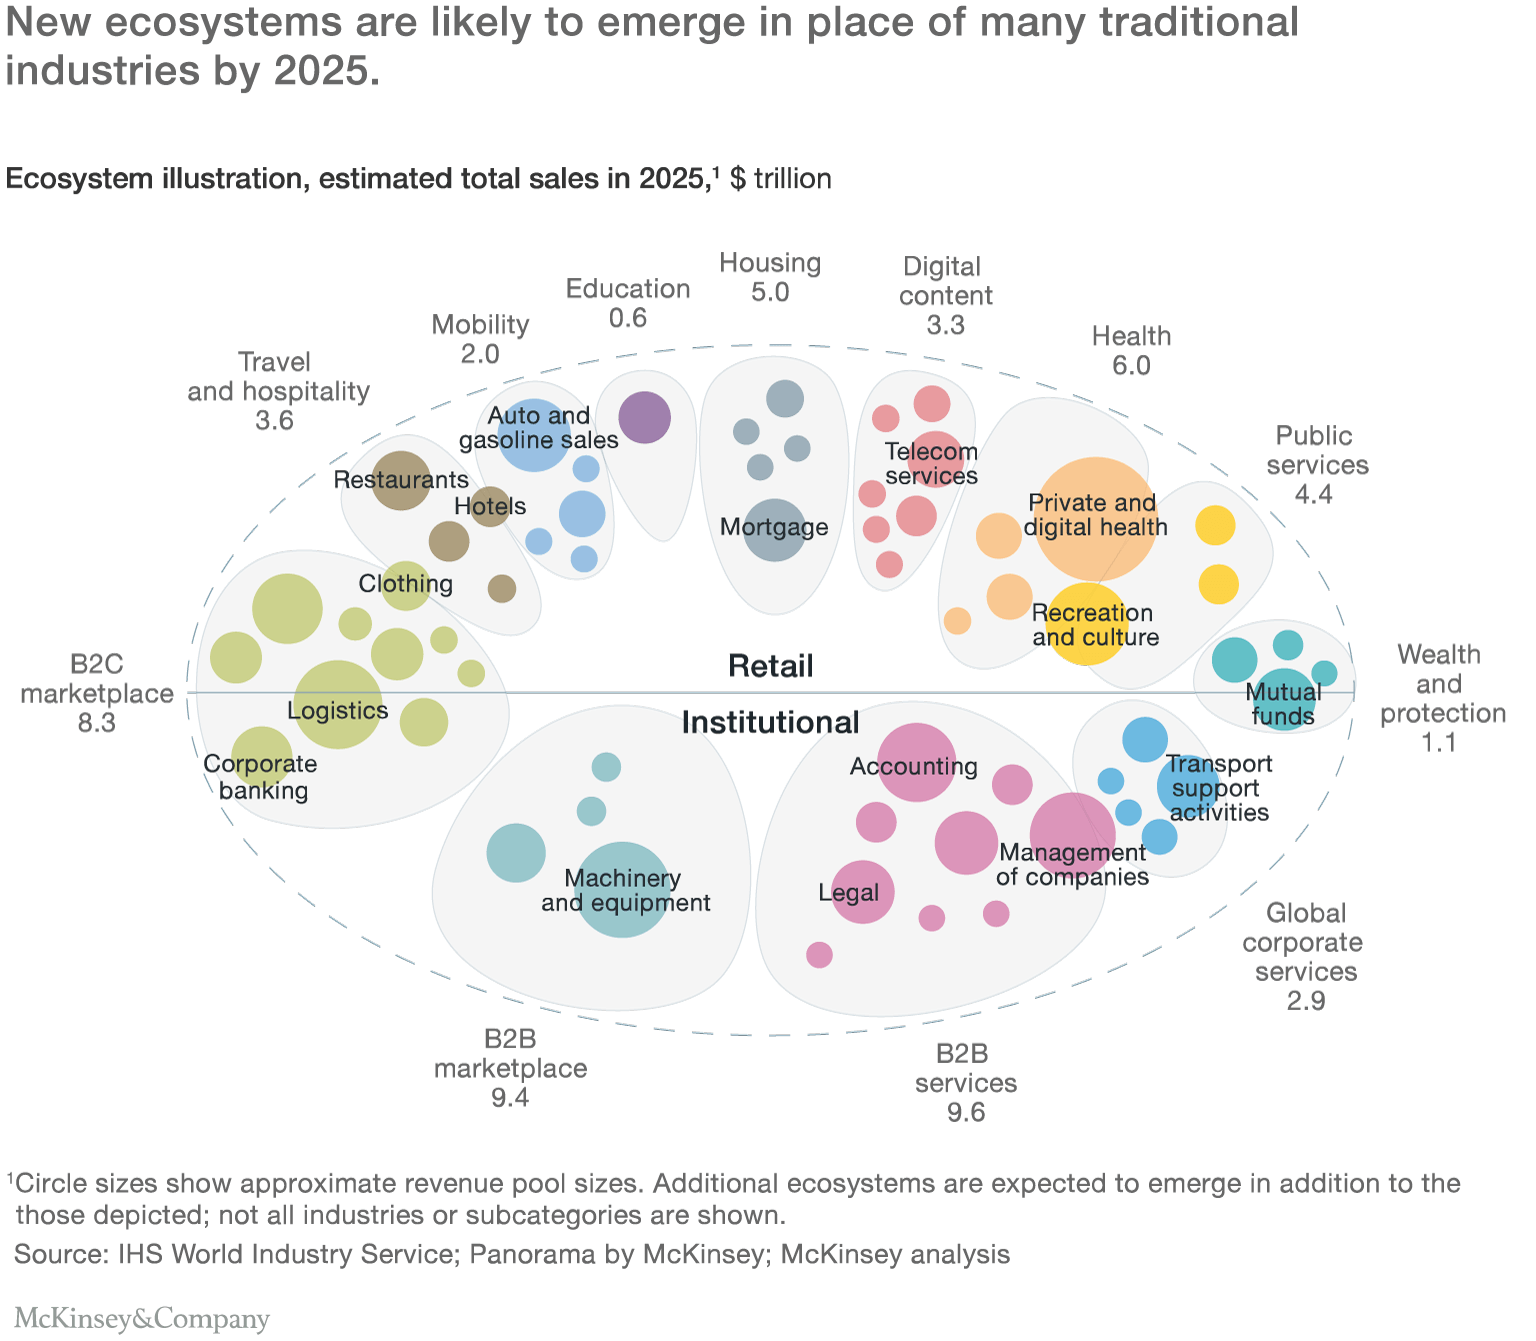 New ecosystems are likely to emerge in place of many traditional
industries by 2025.
Ecosystem illustration, estimated total sales in 2025,¹ $ trillion
Housing
5.0
Digital
content
3.3
Education
0.6
Mobility
2.0
Health
6.0
Travel
and hospitality
3.6
Public
services
4.4
Auto and
gasoline sales
Telecom
services
Restaurants
Hotels
Mortgage
Private and
digital health
Clothing
Recreation
and culture
B2C
marketplace
8.3
Retail
Wealth
and
protection
1.1
Mutual
funds
Logistics
Institutional
Corporate
banking
Accounting
Transport
support
activities
Machinery
and equipment
Legal
Management
of companies
Global
corporate
services
2.9
B2B
marketplace
9.4
B2B
services
9.6
¹Circle sizes show approximate revenue pool sizes. Additional ecosystems are expected to emerge in addition to the
those depicted; not all industries or subcategories are shown.
Source: IHS World Industry Service; Panorama by McKinsey; McKinsey analysis
McKinsey&Company